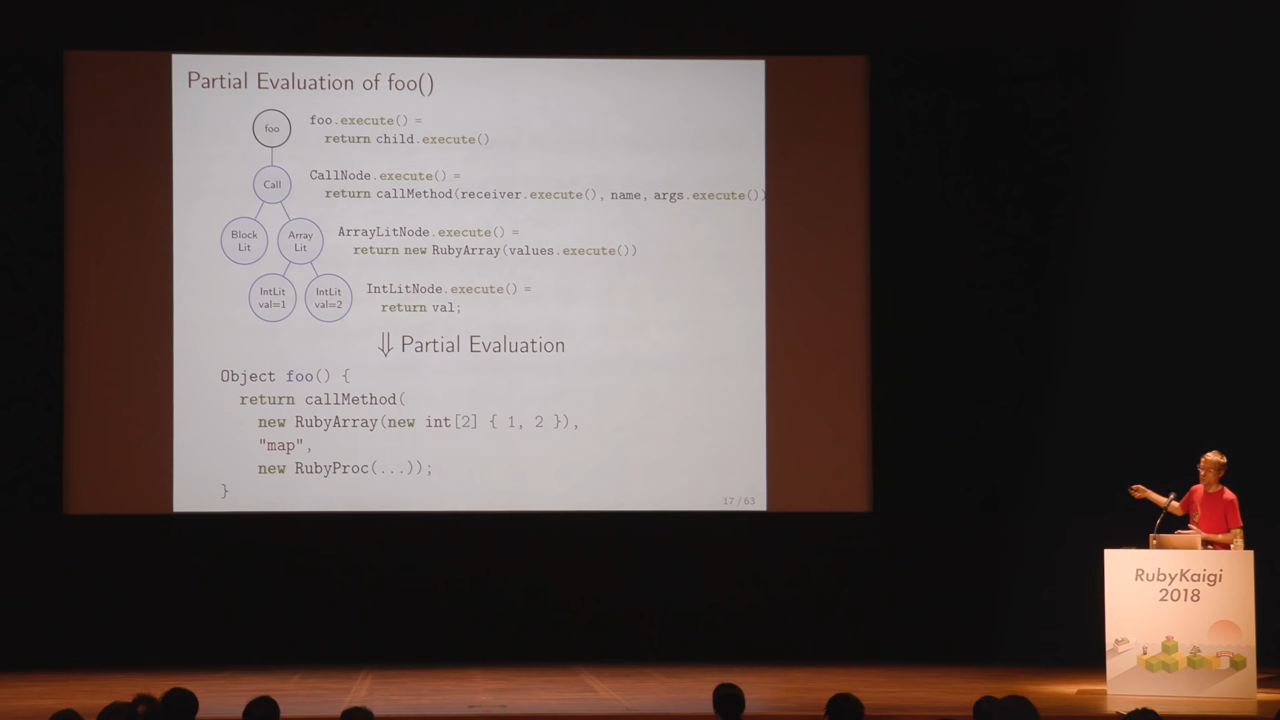 Partial Evaluation of foo()
foo
foo.execute() =
return child.execute()
Call
CallNode.execute() =
return callMethod(receiver.execute(), name, args.execute())
Block
Lit
Array
Lit
ArrayLitNode.execute() =
return new RubyArray(values.execute())
IntLit
val=1
IntLit
val=2
IntLitNode.execute() =
return val;
⇓ Partial Evaluation
Object foo() {
return callMethod(
new RubyArray(new int[2] { 1, 2 }),
"map",
new RubyProc(...));
}
17 / 63
RubyKaigi
2018